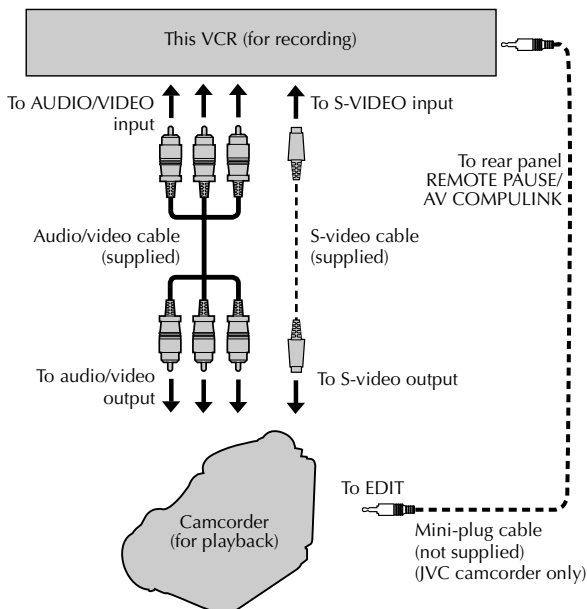 This VCR (for recording)
To AUDIO/VIDEO
input
To S-VIDEO input
To rear panel
REMOTE PAUSE/
AV COMPULINK
Audio/video cable
(supplied)
S-video cable
(supplied)
To audio/video
output
To S-video output
To EDIT
Camcorder
(for playback)
Mini-plug cable
(not supplied)
(JVC camcorder only)